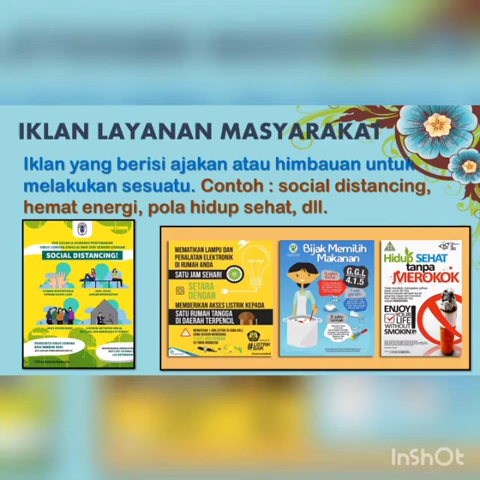 IKLAN LAYANAN MASYARAKAT
Iklan yang berisi ajakan atau himbauan untuk
melakukan sesuatu. Contoh : social distancing,
hemat energi, pola hidup sehat, dll.
SOCIAL DISTANCING!
MEMATIKAN LAMPU DAN
PERALATAN ELEKTRONIK
DI RUMAH ANDA
SATU JAM SEHARI
SETARA
DENGAN
MEMBERIKAN AKSES LISTRIK KEPADA
SATU RUMAH TANGGA
DI DAERAH TERPENCIL
Bijak Memilih
Makanan
G.G.L
4.1.5
Hidup SEHAT
tanpa
MEROKOK
ENJOY
YOUR
LIFE
WITHOUT
SMOKING
InShOt